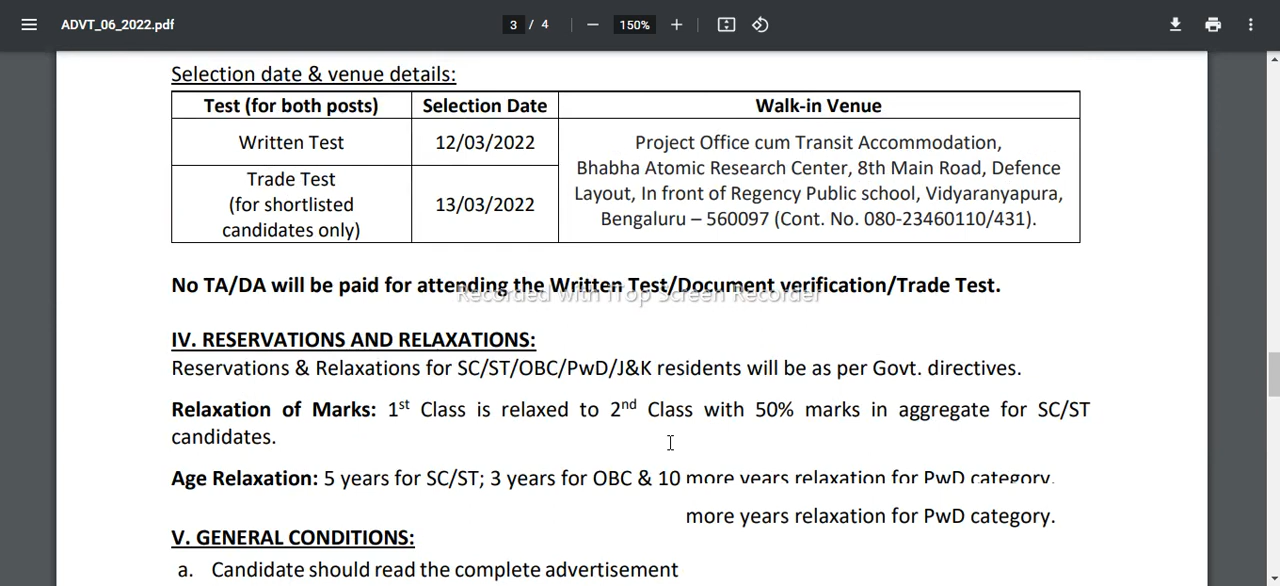 ADVT_06_2022.pdf
3 / 4
150%
Selection date & venue details:
Test (for both posts) Selection Date Walk-in Venue
Written Test 12/03/2022
Project Office cum Transit Accommodation,
Bhabha Atomic Research Center, 8th Main Road, Defence
Layout, In front of Regency Public school, Vidyaranyapura,
Bengaluru – 560097 (Cont. No. 080-23460110/431).
Trade Test
(for shortlisted
candidates only)
13/03/2022
No TA/DA will be paid for attending the Written Test/Document verification/Trade Test.
Recorded with iTop Screen Recorder
IV. RESERVATIONS AND RELAXATIONS:
Reservations & Relaxations for SC/ST/OBC/PwD/J&K residents will be as per Govt. directives.
Relaxation of Marks: 1st Class is relaxed to 2nd Class with 50% marks in aggregate for SC/ST
candidates.
Age Relaxation: 5 years for SC/ST; 3 years for OBC & 10 more years relaxation for PwD category.
more years relaxation for PwD category.
V. GENERAL CONDITIONS:
a. Candidate should read the complete advertisement